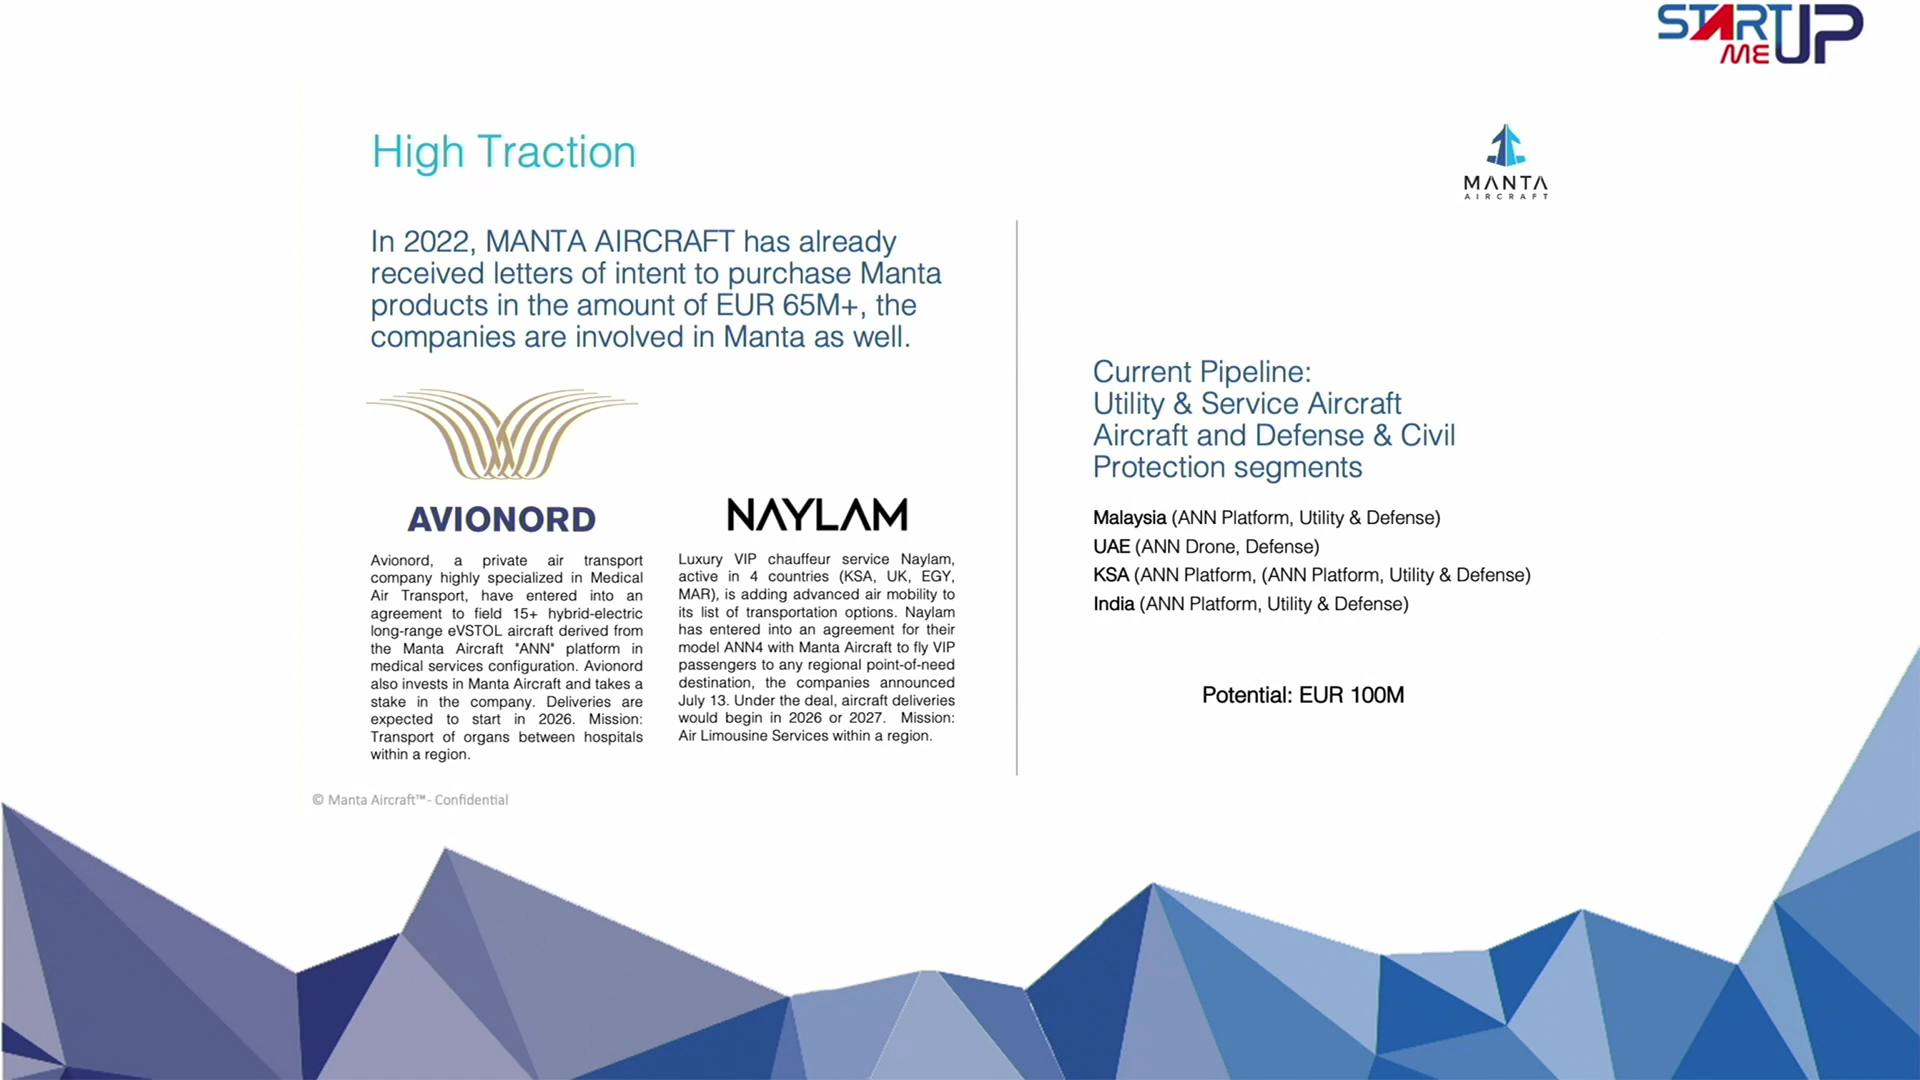 START
ME UP
High Traction
MANTA
AIRCRAFT
In 2022, MANTA AIRCRAFT has already
received letters of intent to purchase Manta
products in the amount of EUR 65M+, the
companies are involved in Manta as well.
AVIONORD
Avionord, a private air transport
company highly specialized in Medical
Air Transport, have entered into an
agreement to field 15+ hybrid-electric
long-range eVSTOL aircraft derived from
the Manta Aircraft "ANN" platform in
medical services configuration. Avionord
also invests in Manta Aircraft and takes a
stake in the company. Deliveries are
expected to start in 2026. Mission:
Transport of organs between hospitals
within a region.
NAYLAM
Luxury VIP chauffeur service Naylam,
active in 4 countries (KSA, UK, EGY,
MAR), is adding advanced air mobility to
its list of transportation options. Naylam
has entered into an agreement for their
model ANN4 with Manta Aircraft to fly VIP
passengers to any regional point-of-need
destination, the companies announced
July 13. Under the deal, aircraft deliveries
would begin in 2026 or 2027. Mission:
Air Limousine Services within a region.
Current Pipeline:
Utility & Service Aircraft
Aircraft and Defense & Civil
Protection segments
Malaysia (ANN Platform, Utility & Defense)
UAE (ANN Drone, Defense)
KSA (ANN Platform, (ANN Platform, Utility & Defense)
India (ANN Platform, Utility & Defense)
Potential: EUR 100M
© Manta Aircraft™- Confidential